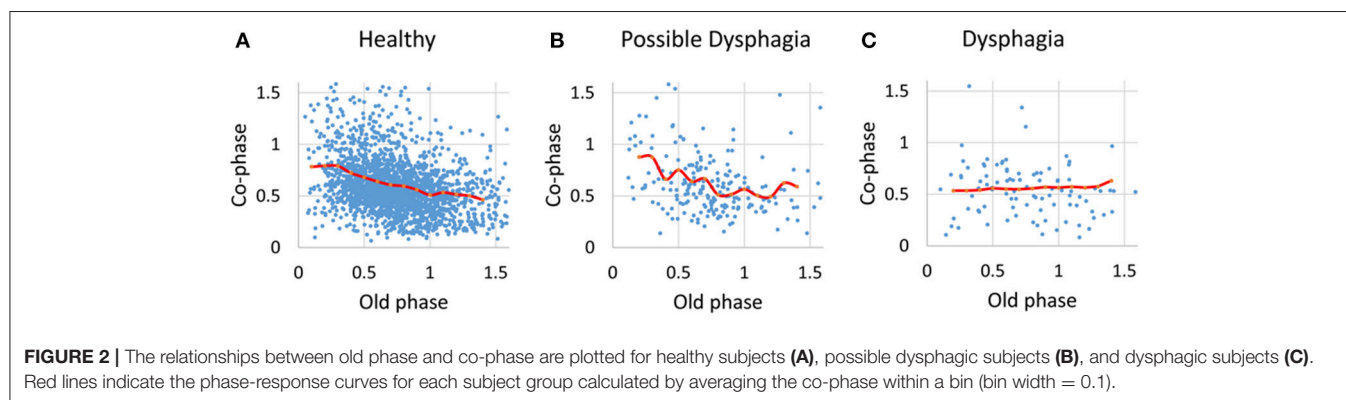 A Healthy
B Possible Dysphagia
C Dysphagia
Co-phase
1.5
1
0.5
0
0 0.5 1 1.5
Old phase
Co-phase
1.5
1
0.5
0
0 0.5 1 1.5
Old phase
Co-phase
1.5
1
0.5
0
0 0.5 1 1.5
Old phase
FIGURE 2 | The relationships between old phase and co-phase are plotted for healthy subjects (A), possible dysphagic subjects (B), and dysphagic subjects (C).
Red lines indicate the phase-response curves for each subject group calculated by averaging the co-phase within a bin (bin width = 0.1).